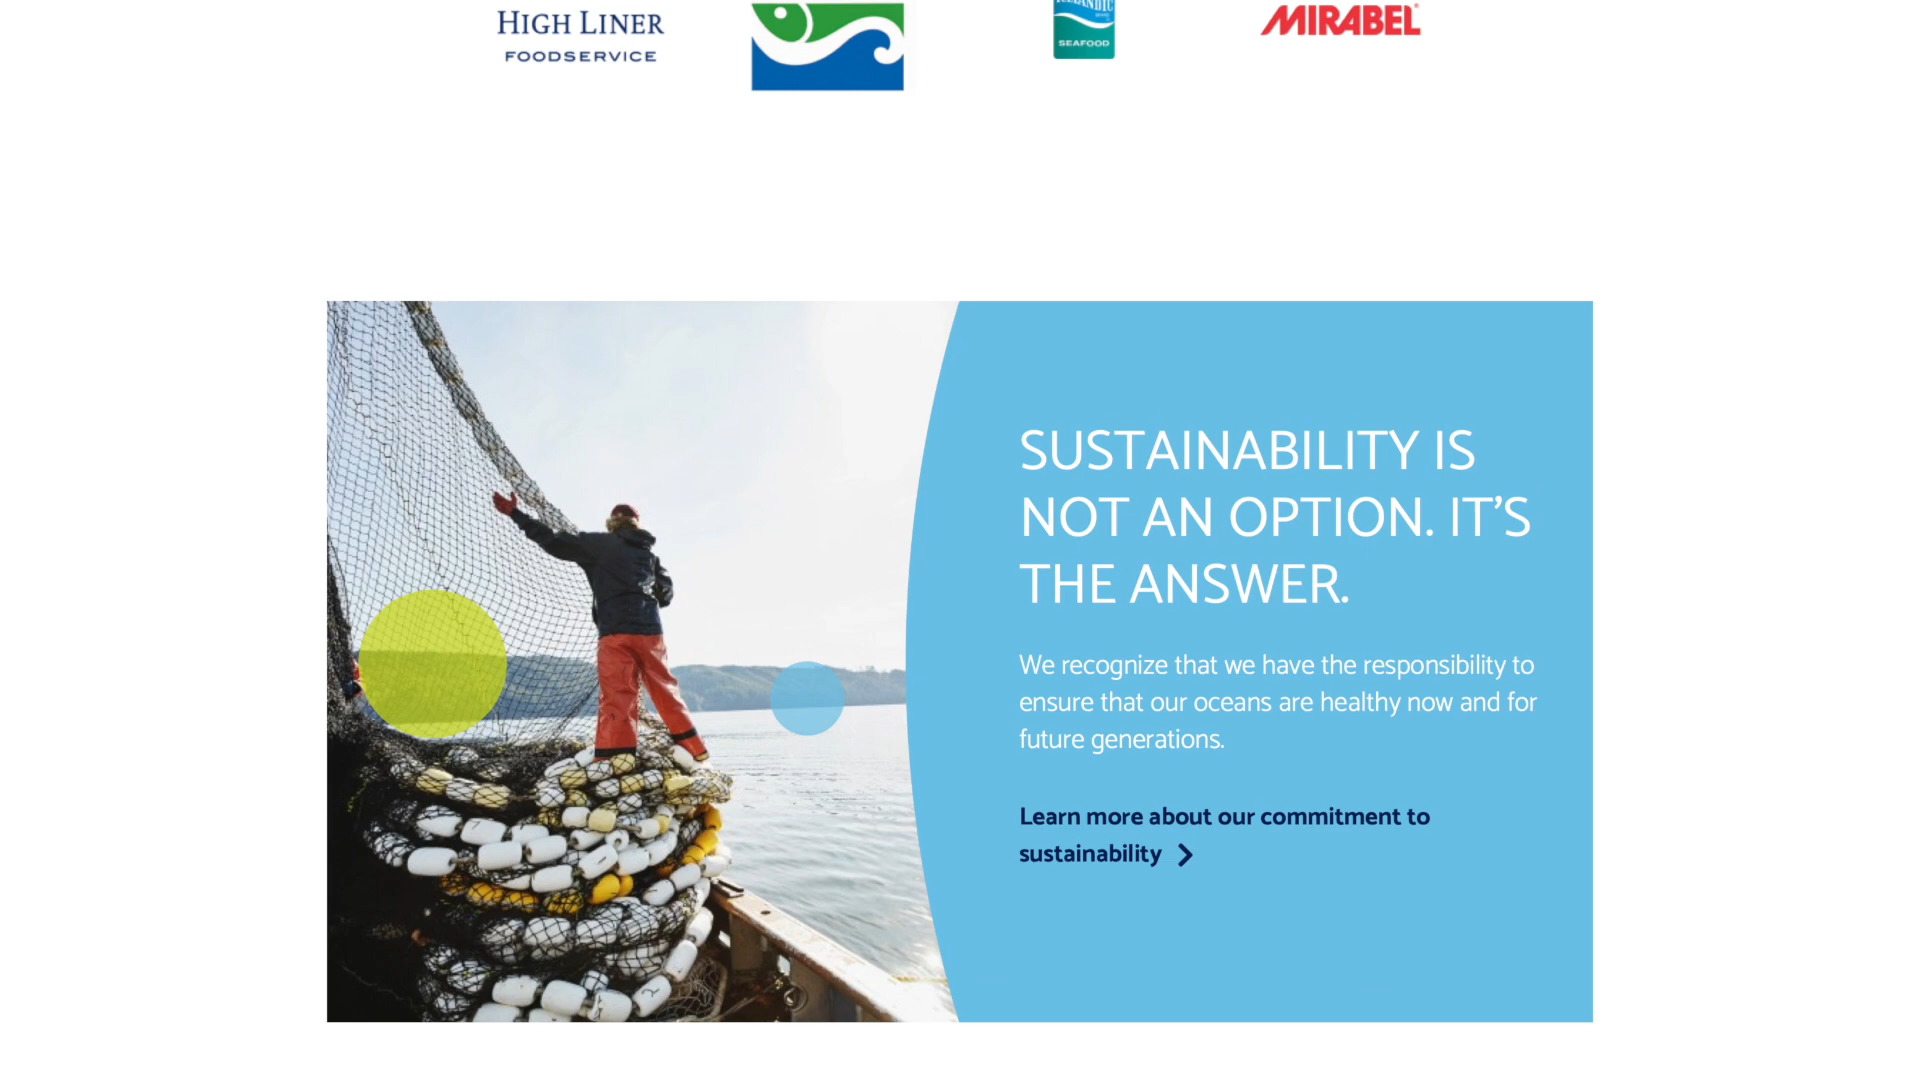 HIGH LINER
FOODSERVICE
ICELANDIC
SEAFOOD
MIRABEL
SUSTAINABILITY IS
NOT AN OPTION. IT’S
THE ANSWER.
We recognize that we have the responsibility to
ensure that our oceans are healthy now and for
future generations.
Learn more about our commitment to
sustainability